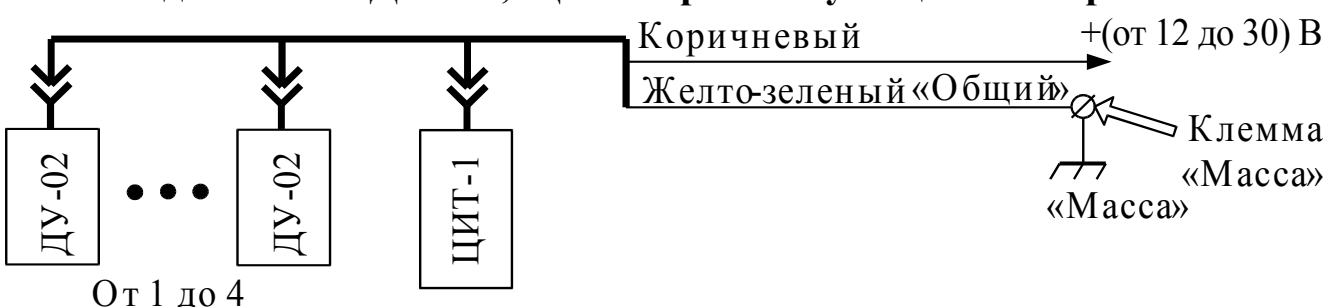 Коричневый
+(от 12 до 30) В
Желто-зеленый «Общий»
Клемма
«Масса»
«Масса»
ДУ-02
ДУ-02
ЦИТ-1
От 1 до 4